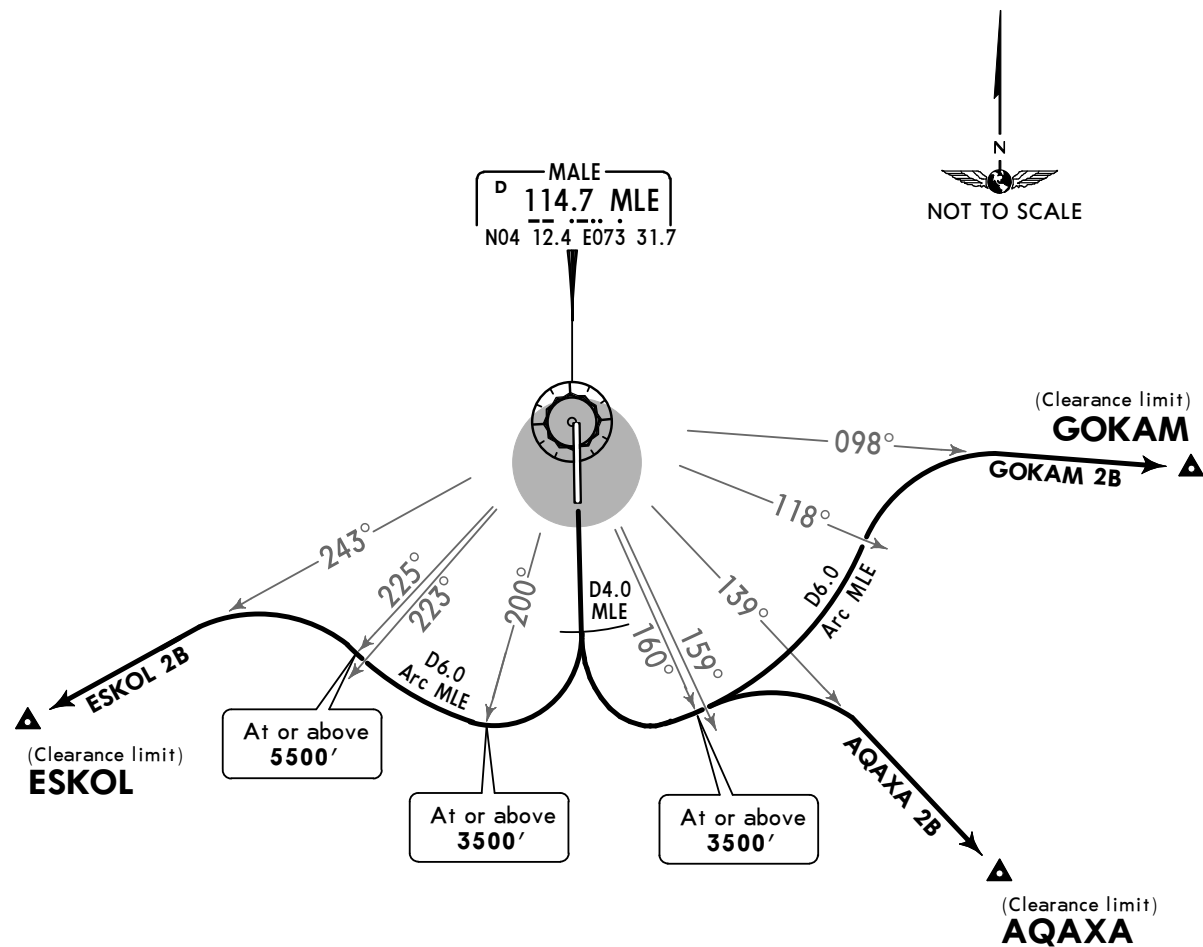 N
NOT TO SCALE
MALE
D 114.7 MLE
N04 12.4 E073 31.7
(Clearance limit)
GOKAM
GOKAM 2B
098°
118°
D6.0
Arc MLE
139°
159°
160°
D4.0
MLE
200°
223°
225°
243°
D6.0
Arc MLE
ESKOL 2B
(Clearance limit)
ESKOL
At or above
5500′
At or above
3500′
At or above
3500′
AQAXA 2B
(Clearance limit)
AQAXA